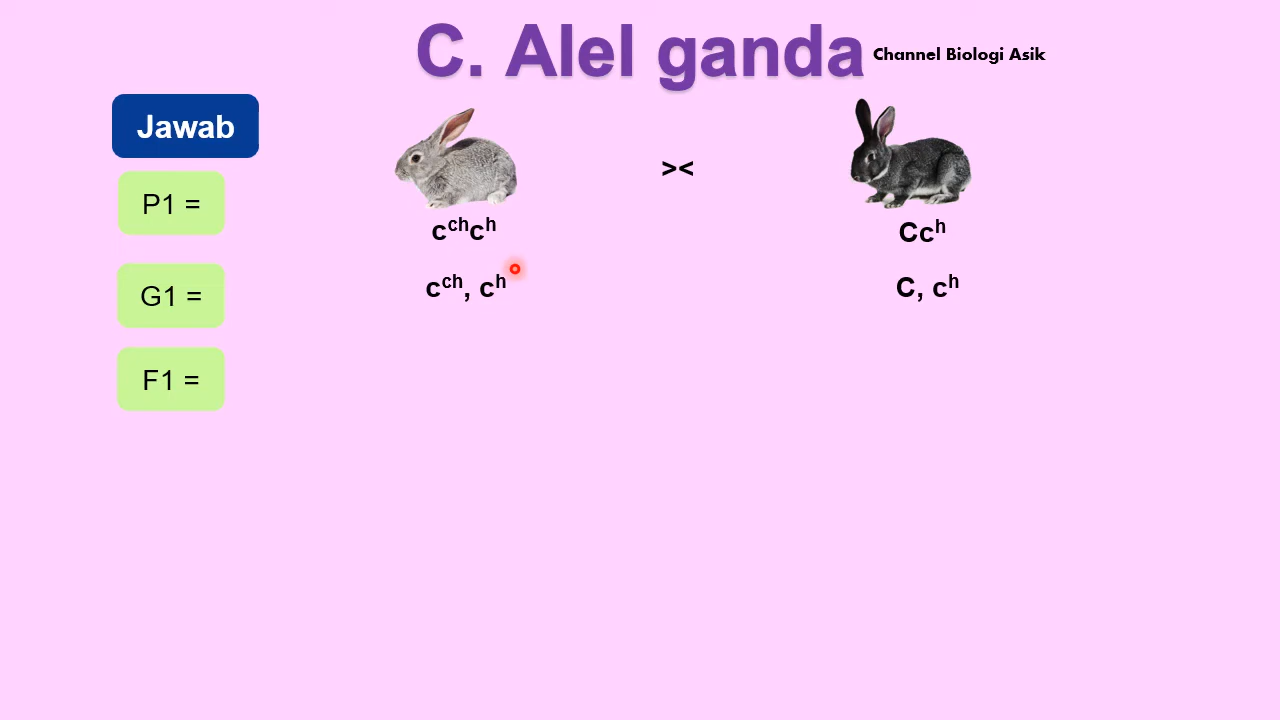 C. Alel ganda
Channel Biologi Asik
Jawab
><
P1 =
cᶜʰcʰ
Ccʰ
G1 =
cᶜʰ, cʰ
C, cʰ
F1 =